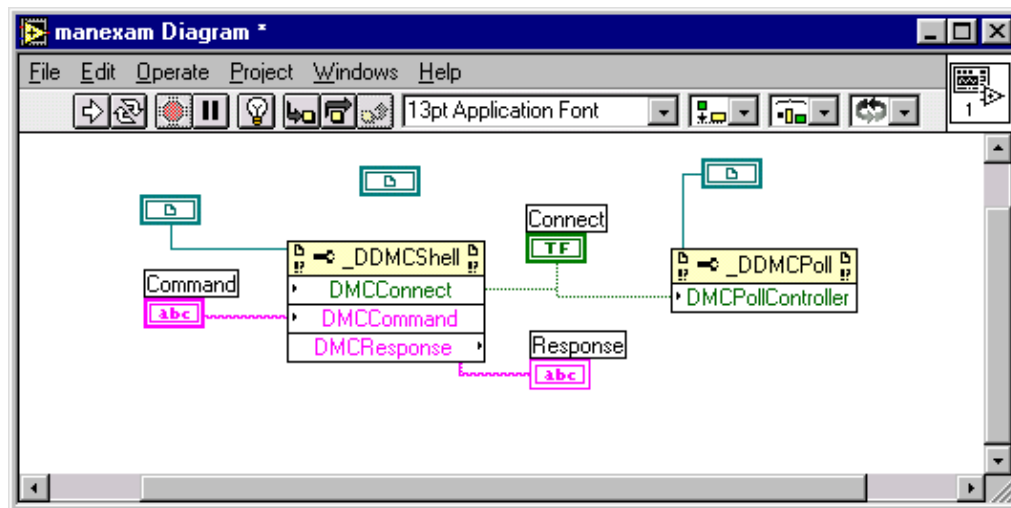 manexam Diagram *
File Edit Operate Project Windows Help
13pt Application Font
1
Connect
TF
_DDMCShell
_DDMCPoll
Command
abc
DMCConnect
DMCPollController
DMCCommand
DMCResponse
Response
abc